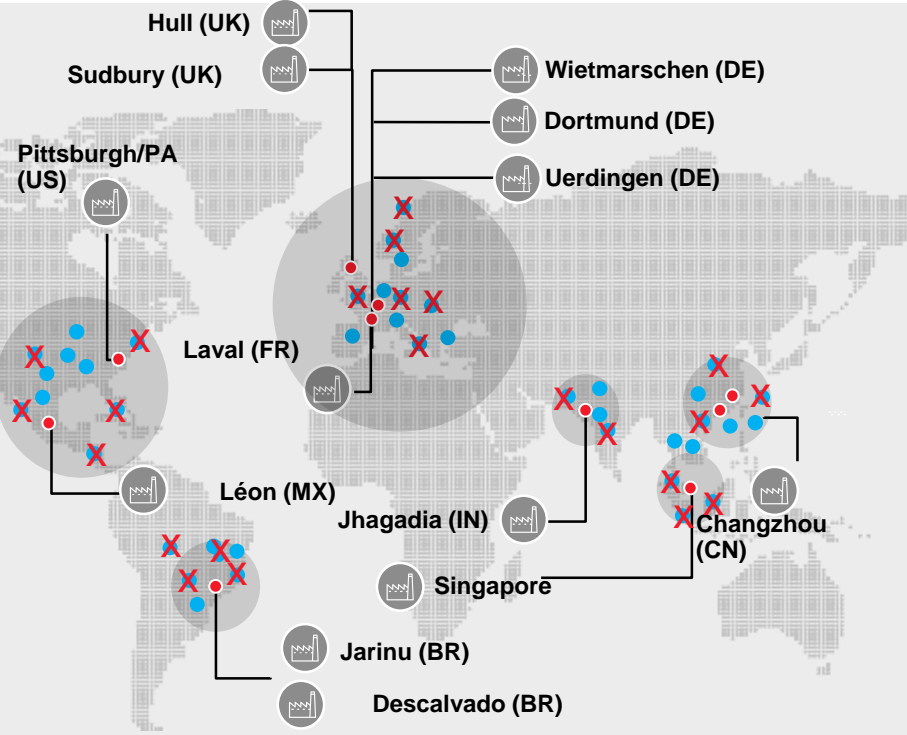 Hull (UK)
Sudbury (UK)
Wietmarschen (DE)
Dortmund (DE)
Pittsburgh/PA
(US)
Uerdingen (DE)
Laval (FR)
Léon (MX)
Jhagadia (IN)
Changzhou
(CN)
Singapore
Jarinu (BR)
Descalvado (BR)